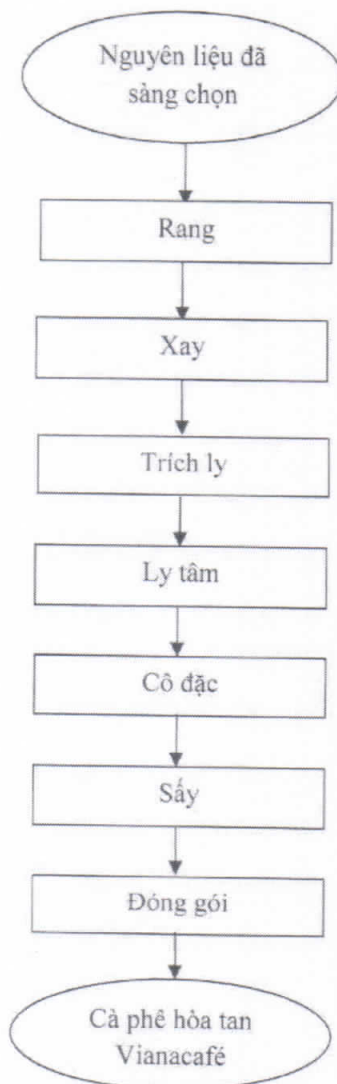 Nguyên liệu đã
sàng chọn
Rang
Xay
Trích ly
Ly tâm
Cô đặc
Sấy
Đóng gói
Cà phê hòa tan
Vianacafé